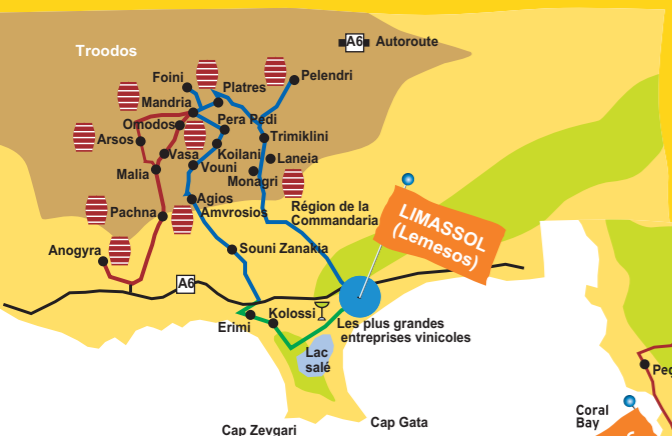 A6 Autoroute
Troodos
Foini
Platres
Pelendri
Mandria
Omodos
Pera Pedi
Arsos
Trimiklini
Vasa
Koilani
Laneia
Malia
Vouni
Monagri
Agios
Amvrosios
Pachna
Région de la
Commandaria
LIMASSOL
(Lemesos)
Anogyra
Souni Zanakia
A6
Erimi
Kolossi
Les plus grandes
entreprises vinicoles
Lac
salé
Cap Zevgari
Cap Gata
Coral
Bay